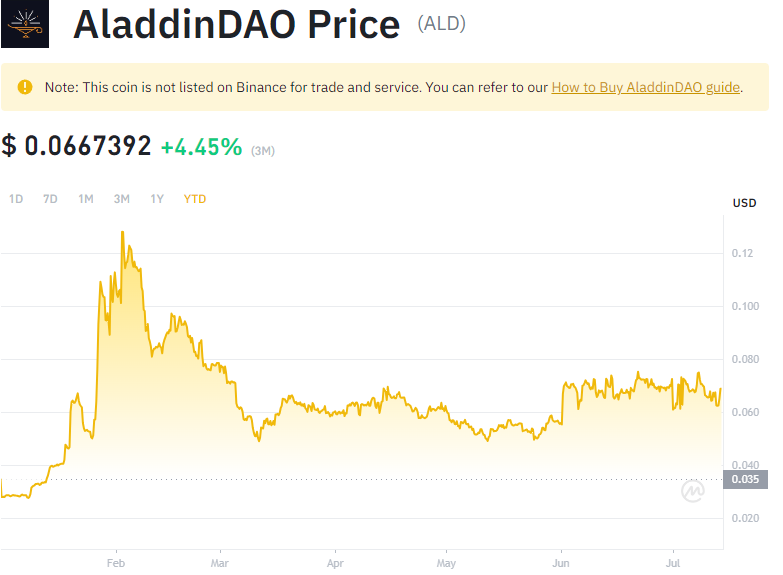 AladdinDAO Price (ALD)
Note: This coin is not listed on Binance for trade and service. You can refer to our How to Buy AladdinDAO guide.
$ 0.0667392 +4.45% (3M)
1D 7D 1M 3M 1Y YTD
USD
0.12
0.100
0.080
0.060
0.040
0.035
0.020
Feb Mar Apr May Jun Jul